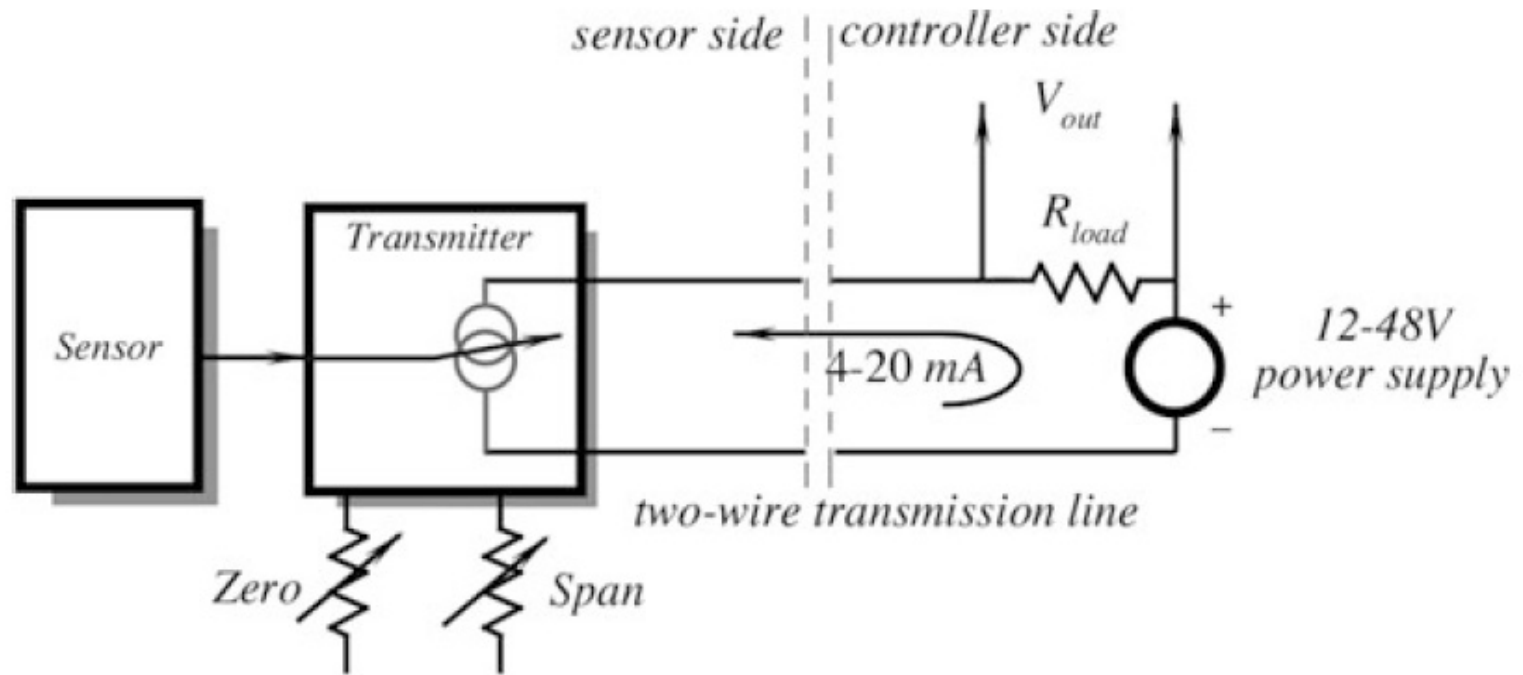 sensor side
controller side
V_out
R_load
Transmitter
Sensor
+
12-48V
power supply
4-20 mA
−
two-wire transmission line
Zero
Span